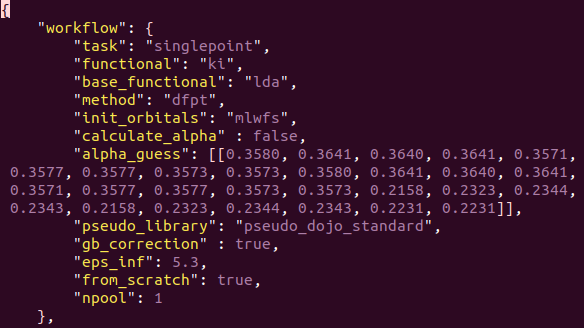 {
    "workflow": {
        "task": "singlepoint",
        "functional": "ki",
        "base_functional": "lda",
        "method": "dfpt",
        "init_orbitals": "mlwfs",
        "calculate_alpha" : false,
        "alpha_guess": [[0.3580, 0.3641, 0.3640, 0.3641, 0.3571,
 0.3577, 0.3577, 0.3573, 0.3573, 0.3580, 0.3641, 0.3640, 0.3641,
 0.3571, 0.3577, 0.3577, 0.3573, 0.3573, 0.2158, 0.2323, 0.2344,
 0.2343, 0.2158, 0.2323, 0.2344, 0.2343, 0.2231, 0.2231]],
        "pseudo_library": "pseudo_dojo_standard",
        "gb_correction" : true,
        "eps_inf": 5.3,
        "from_scratch": true,
        "npool": 1
    },